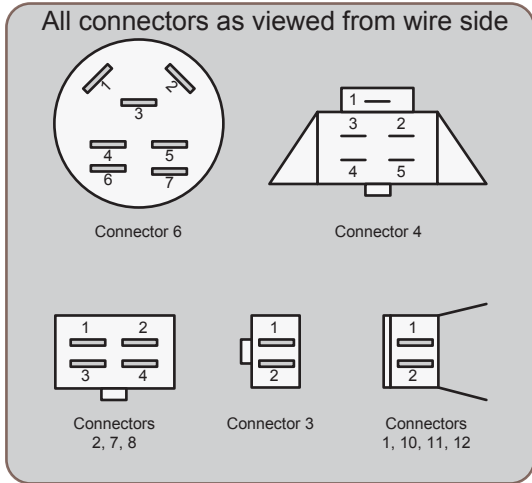 All connectors as viewed from wire side
1 2
3
4 5
6 7
Connector 6
1
3 2
4 5
Connector 4
1 2
3 4
Connectors
2, 7, 8
1
2
Connector 3
1
2
Connectors
1, 10, 11, 12